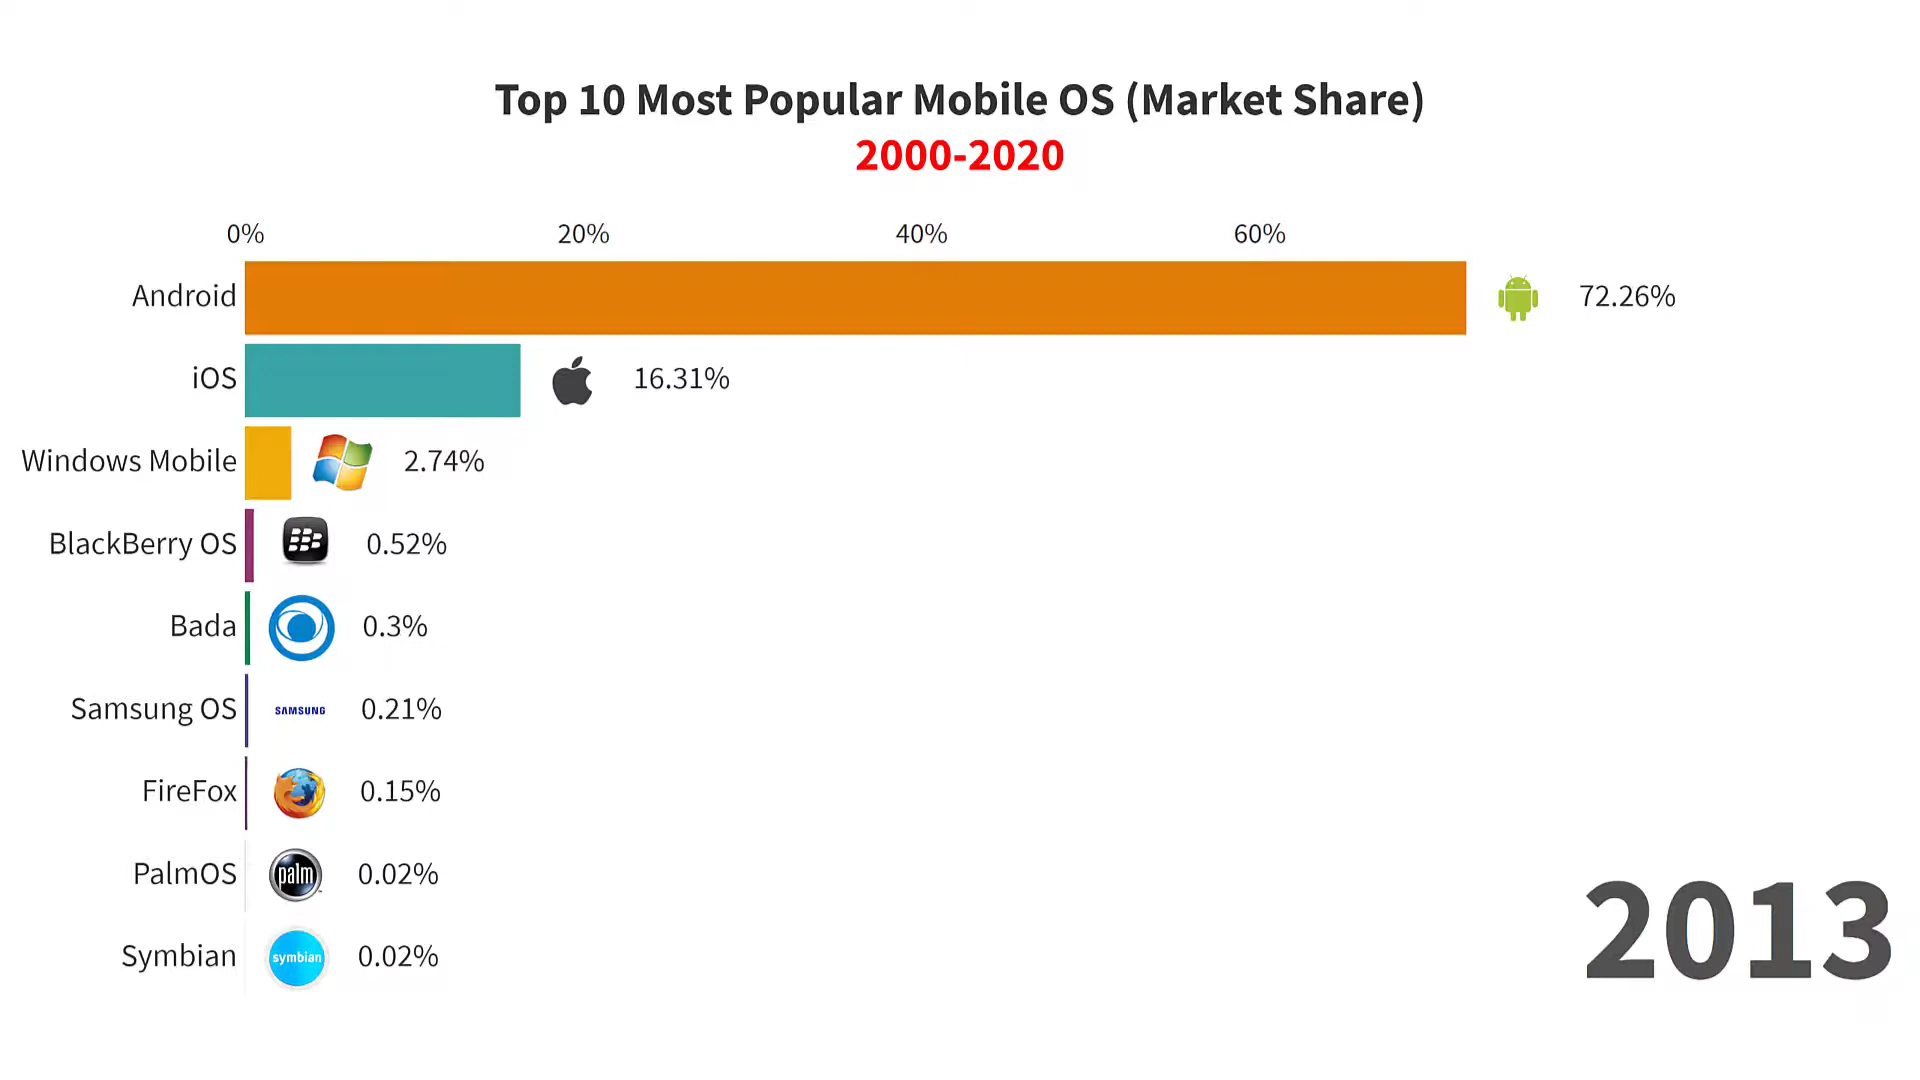 Top 10 Most Popular Mobile OS (Market Share)
2000-2020
0% 20% 40% 60%
Android 72.26%
iOS 16.31%
Windows Mobile 2.74%
BlackBerry OS 0.52%
Bada 0.3%
Samsung OS SAMSUNG 0.21%
FireFox 0.15%
PalmOS palm 0.02%
Symbian symbian 0.02%
2013